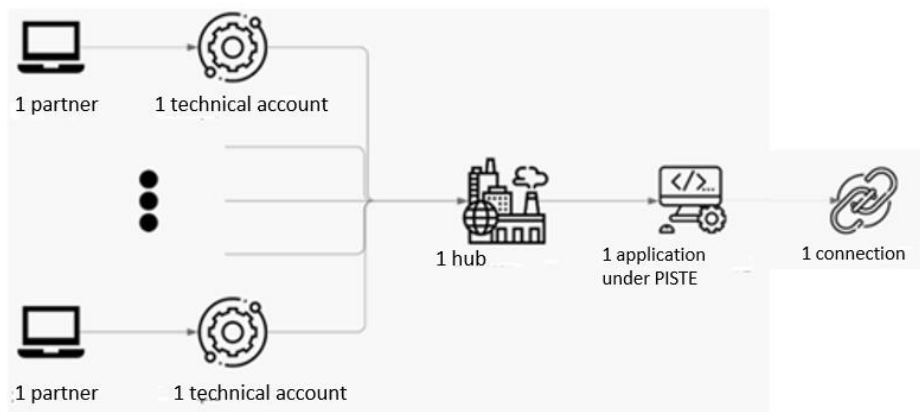 1 partner
1 technical account
</>...
1 hub
1 application
under PISTE
1 connection
1 partner
1 technical account